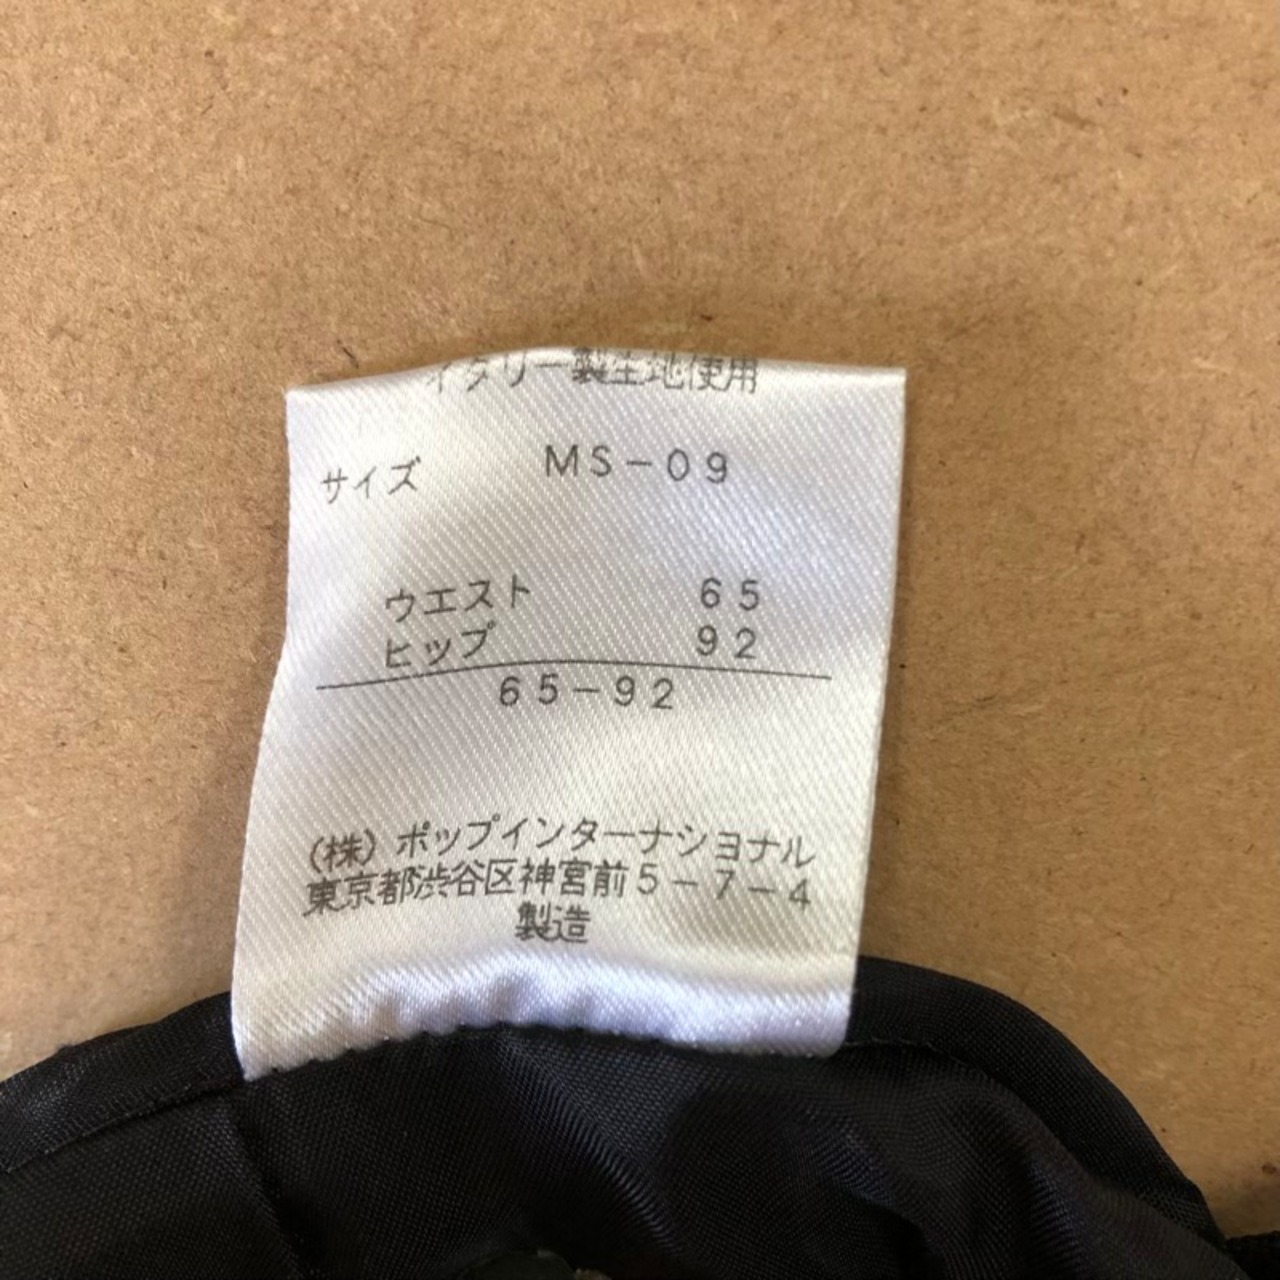 イタリー製生地使用
サイズ MS-09
ウエスト 65
ヒップ 92
65-92
(株) ポップインターナショナル
東京都渋谷区神宮前5-7-4
製造